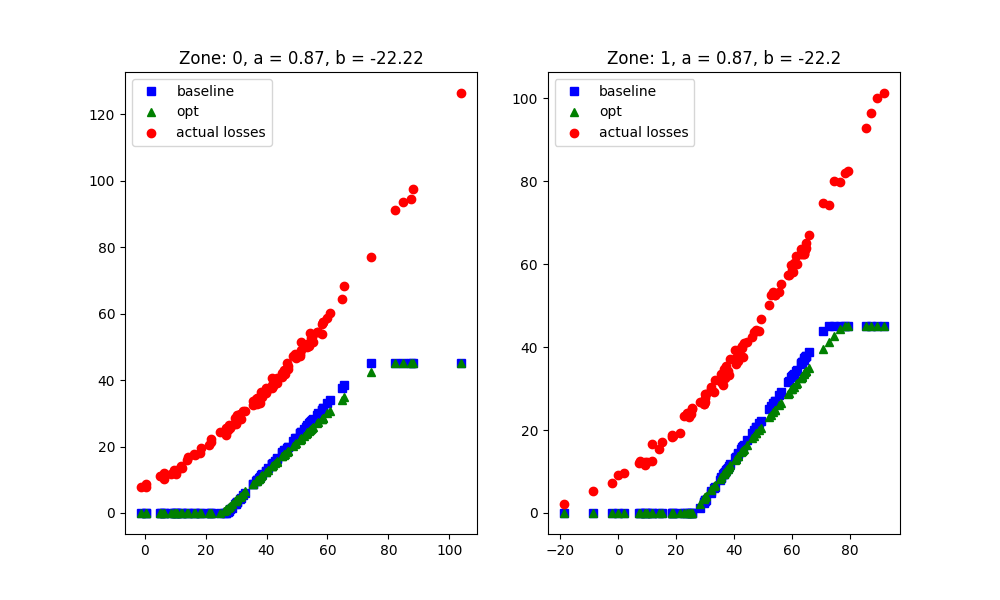 Zone: 0, a = 0.87, b = -22.22
baseline
opt
actual losses
120
100
80
60
40
20
0
0 20 40 60 80 100
Zone: 1, a = 0.87, b = -22.2
baseline
opt
actual losses
100
80
60
40
20
0
−20 0 20 40 60 80